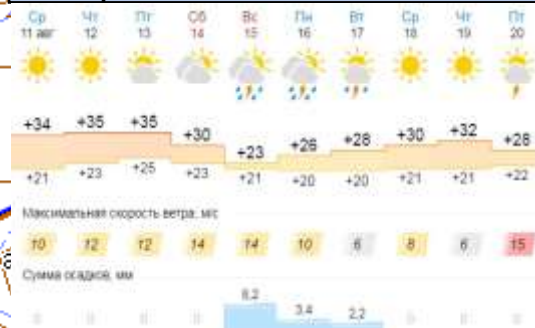 Ср Чт Пт Сб Вс Пн Вт Ср Чт Пт
11 авг 12 13 14 15 16 17 18 19 20
+34 +35 +35 +30 +23 +26 +28 +30 +32 +28
+21 +23 +25 +23 +21 +20 +20 +21 +21 +22
Максимальная скорость ветра, м/с
10 12 12 14 14 10 6 8 6 15
Сумма осадков, мм
0 0 0 0 8,2 3,4 2,2 0 0 0